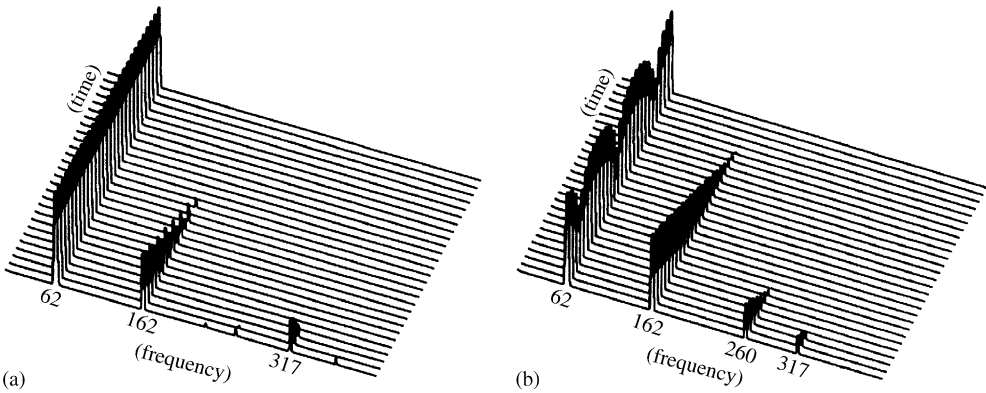 (time)
62
162
(frequency)
317
(a)
(time)
62
162
(frequency)
260
317
(b)